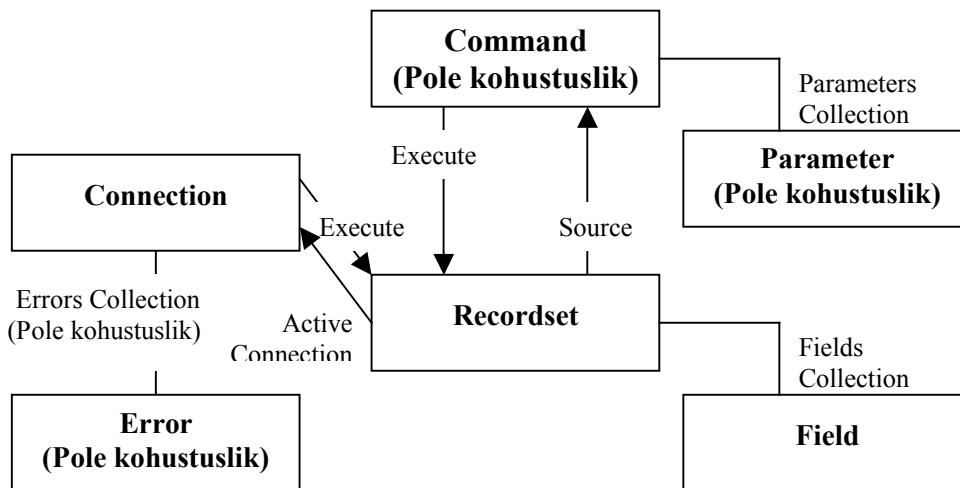 Command
(Pole kohustuslik)
Parameters
Collection
Execute
Parameter
(Pole kohustuslik)
Connection
Execute
Source
Errors Collection
(Pole kohustuslik)
Active
Connection
Recordset
Fields
Collection
Error
(Pole kohustuslik)
Field